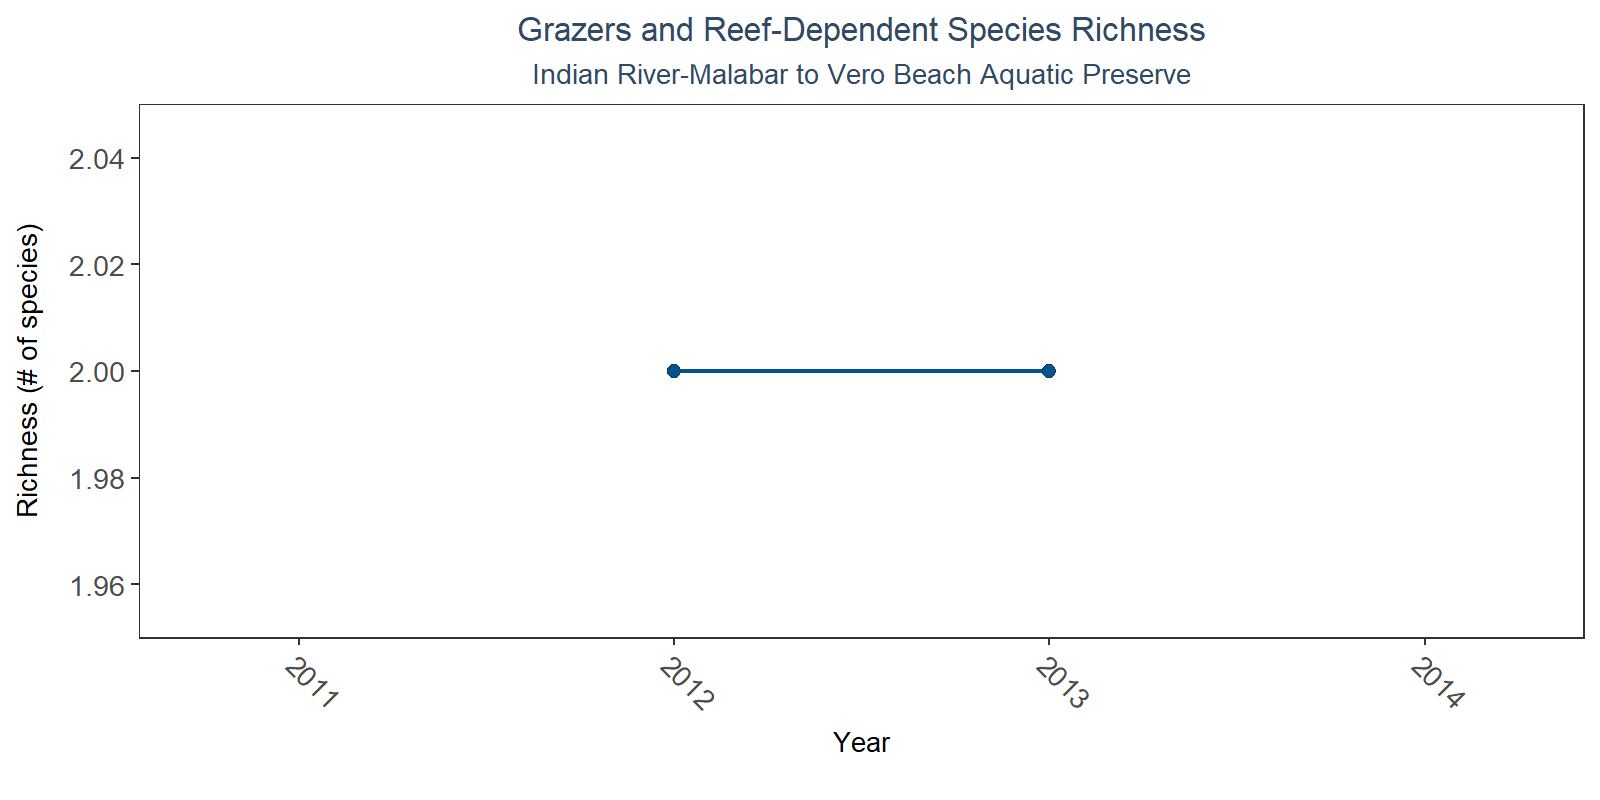 Grazers and Reef-Dependent Species Richness
Indian River-Malabar to Vero Beach Aquatic Preserve
Richness (# of species)
2.04
2.02
2.00
1.98
1.96
2011
2012
2013
2014
Year